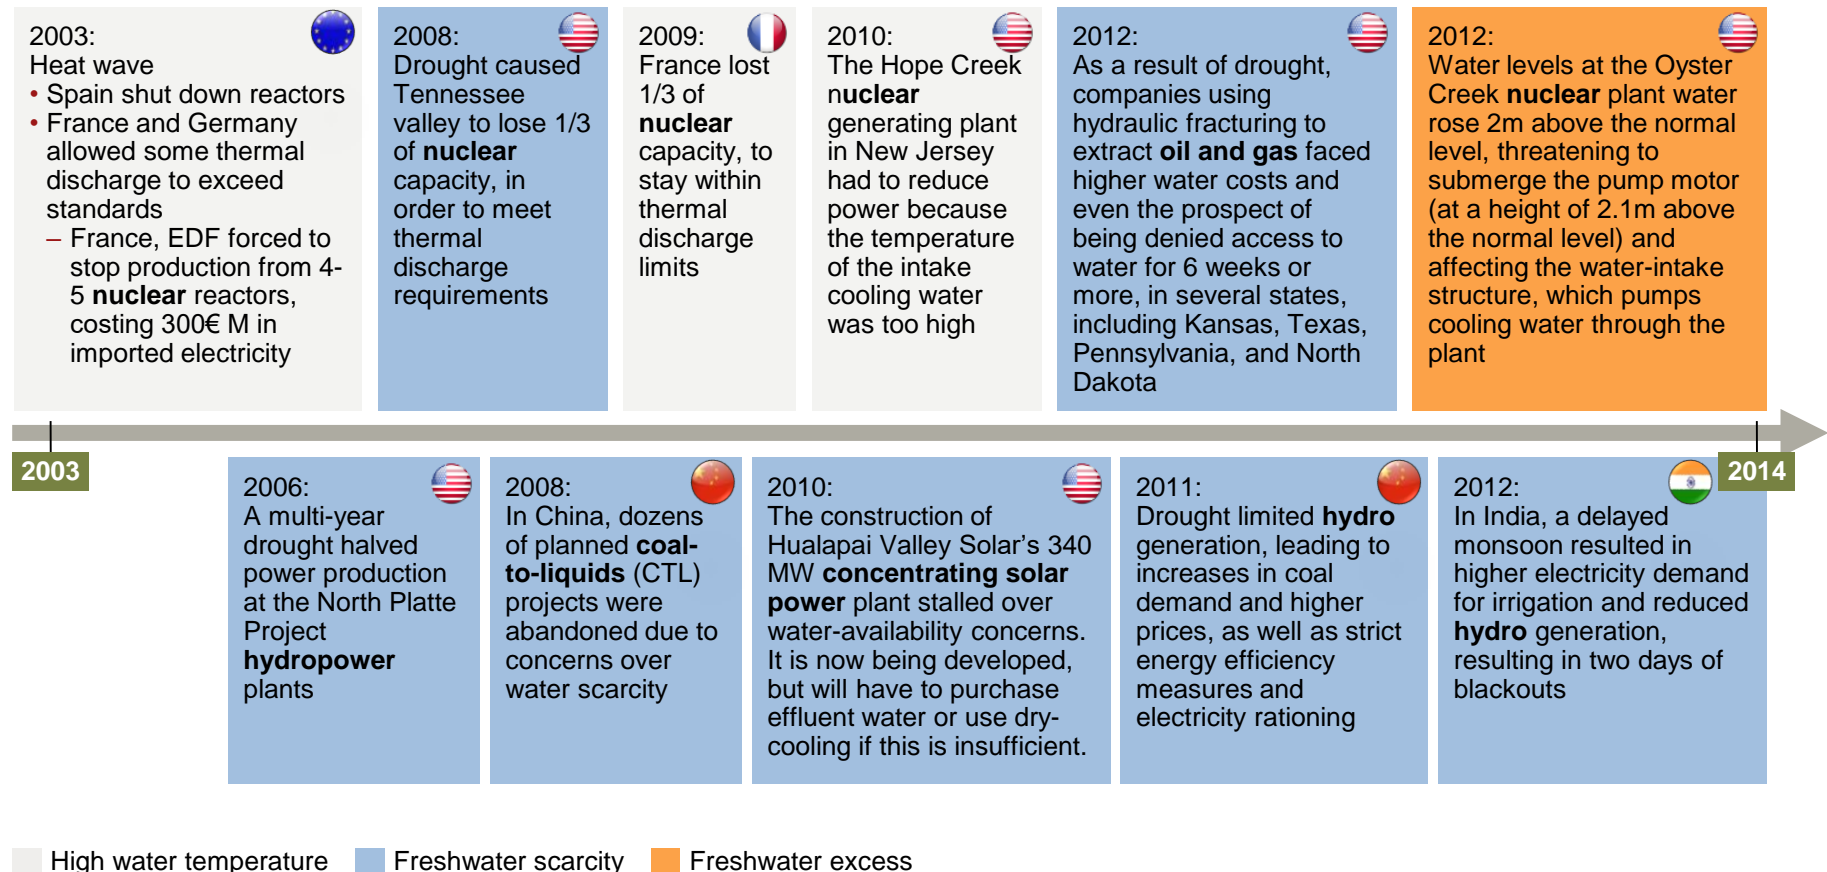 2003:
Heat wave
• Spain shut down reactors
• France and Germany
allowed some thermal
discharge to exceed
standards
– France, EDF forced to
stop production from 4-
5 nuclear reactors,
costing 300€ M in
imported electricity
2008:
Drought caused
Tennessee
valley to lose 1/3
of nuclear
capacity, in
order to meet
thermal
discharge
requirements
2009:
France lost
1/3 of
nuclear
capacity, to
stay within
thermal
discharge
limits
2010:
The Hope Creek
nuclear
generating plant
in New Jersey
had to reduce
power because
the temperature
of the intake
cooling water
was too high
2012:
As a result of drought,
companies using
hydraulic fracturing to
extract oil and gas faced
higher water costs and
even the prospect of
being denied access to
water for 6 weeks or
more, in several states,
including Kansas, Texas,
Pennsylvania, and North
Dakota
2012:
Water levels at the Oyster
Creek nuclear plant water
rose 2m above the normal
level, threatening to
submerge the pump motor
(at a height of 2.1m above
the normal level) and
affecting the water-intake
structure, which pumps
cooling water through the
plant
2003
2014
2006:
A multi-year
drought halved
power production
at the North Platte
Project
hydropower
plants
2008:
In China, dozens
of planned coal-
to-liquids (CTL)
projects were
abandoned due to
concerns over
water scarcity
2010:
The construction of
Hualapai Valley Solar’s 340
MW concentrating solar
power plant stalled over
water-availability concerns.
It is now being developed,
but will have to purchase
effluent water or use dry-
cooling if this is insufficient.
2011:
Drought limited hydro
generation, leading to
increases in coal
demand and higher
prices, as well as strict
energy efficiency
measures and
electricity rationing
2012:
In India, a delayed
monsoon resulted in
higher electricity demand
for irrigation and reduced
hydro generation,
resulting in two days of
blackouts
High water temperature
Freshwater scarcity
Freshwater excess